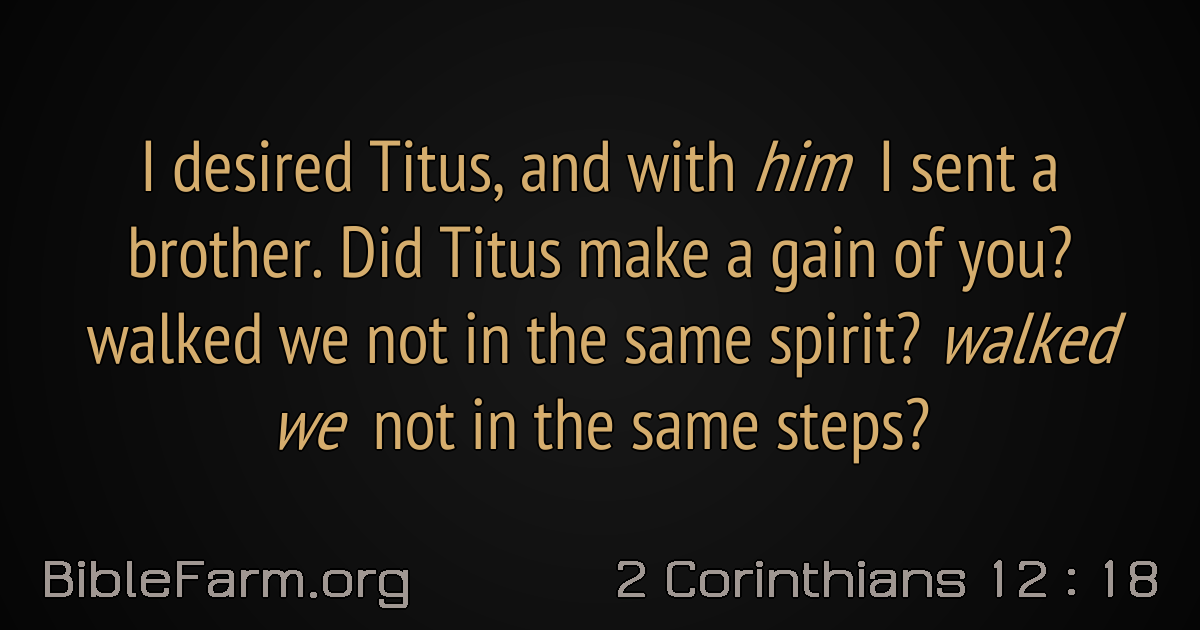 I desired Titus, and with him I sent a
brother. Did Titus make a gain of you?
walked we not in the same spirit? walked
we not in the same steps?
BibleFarm.org
2 Corinthians 12 : 18